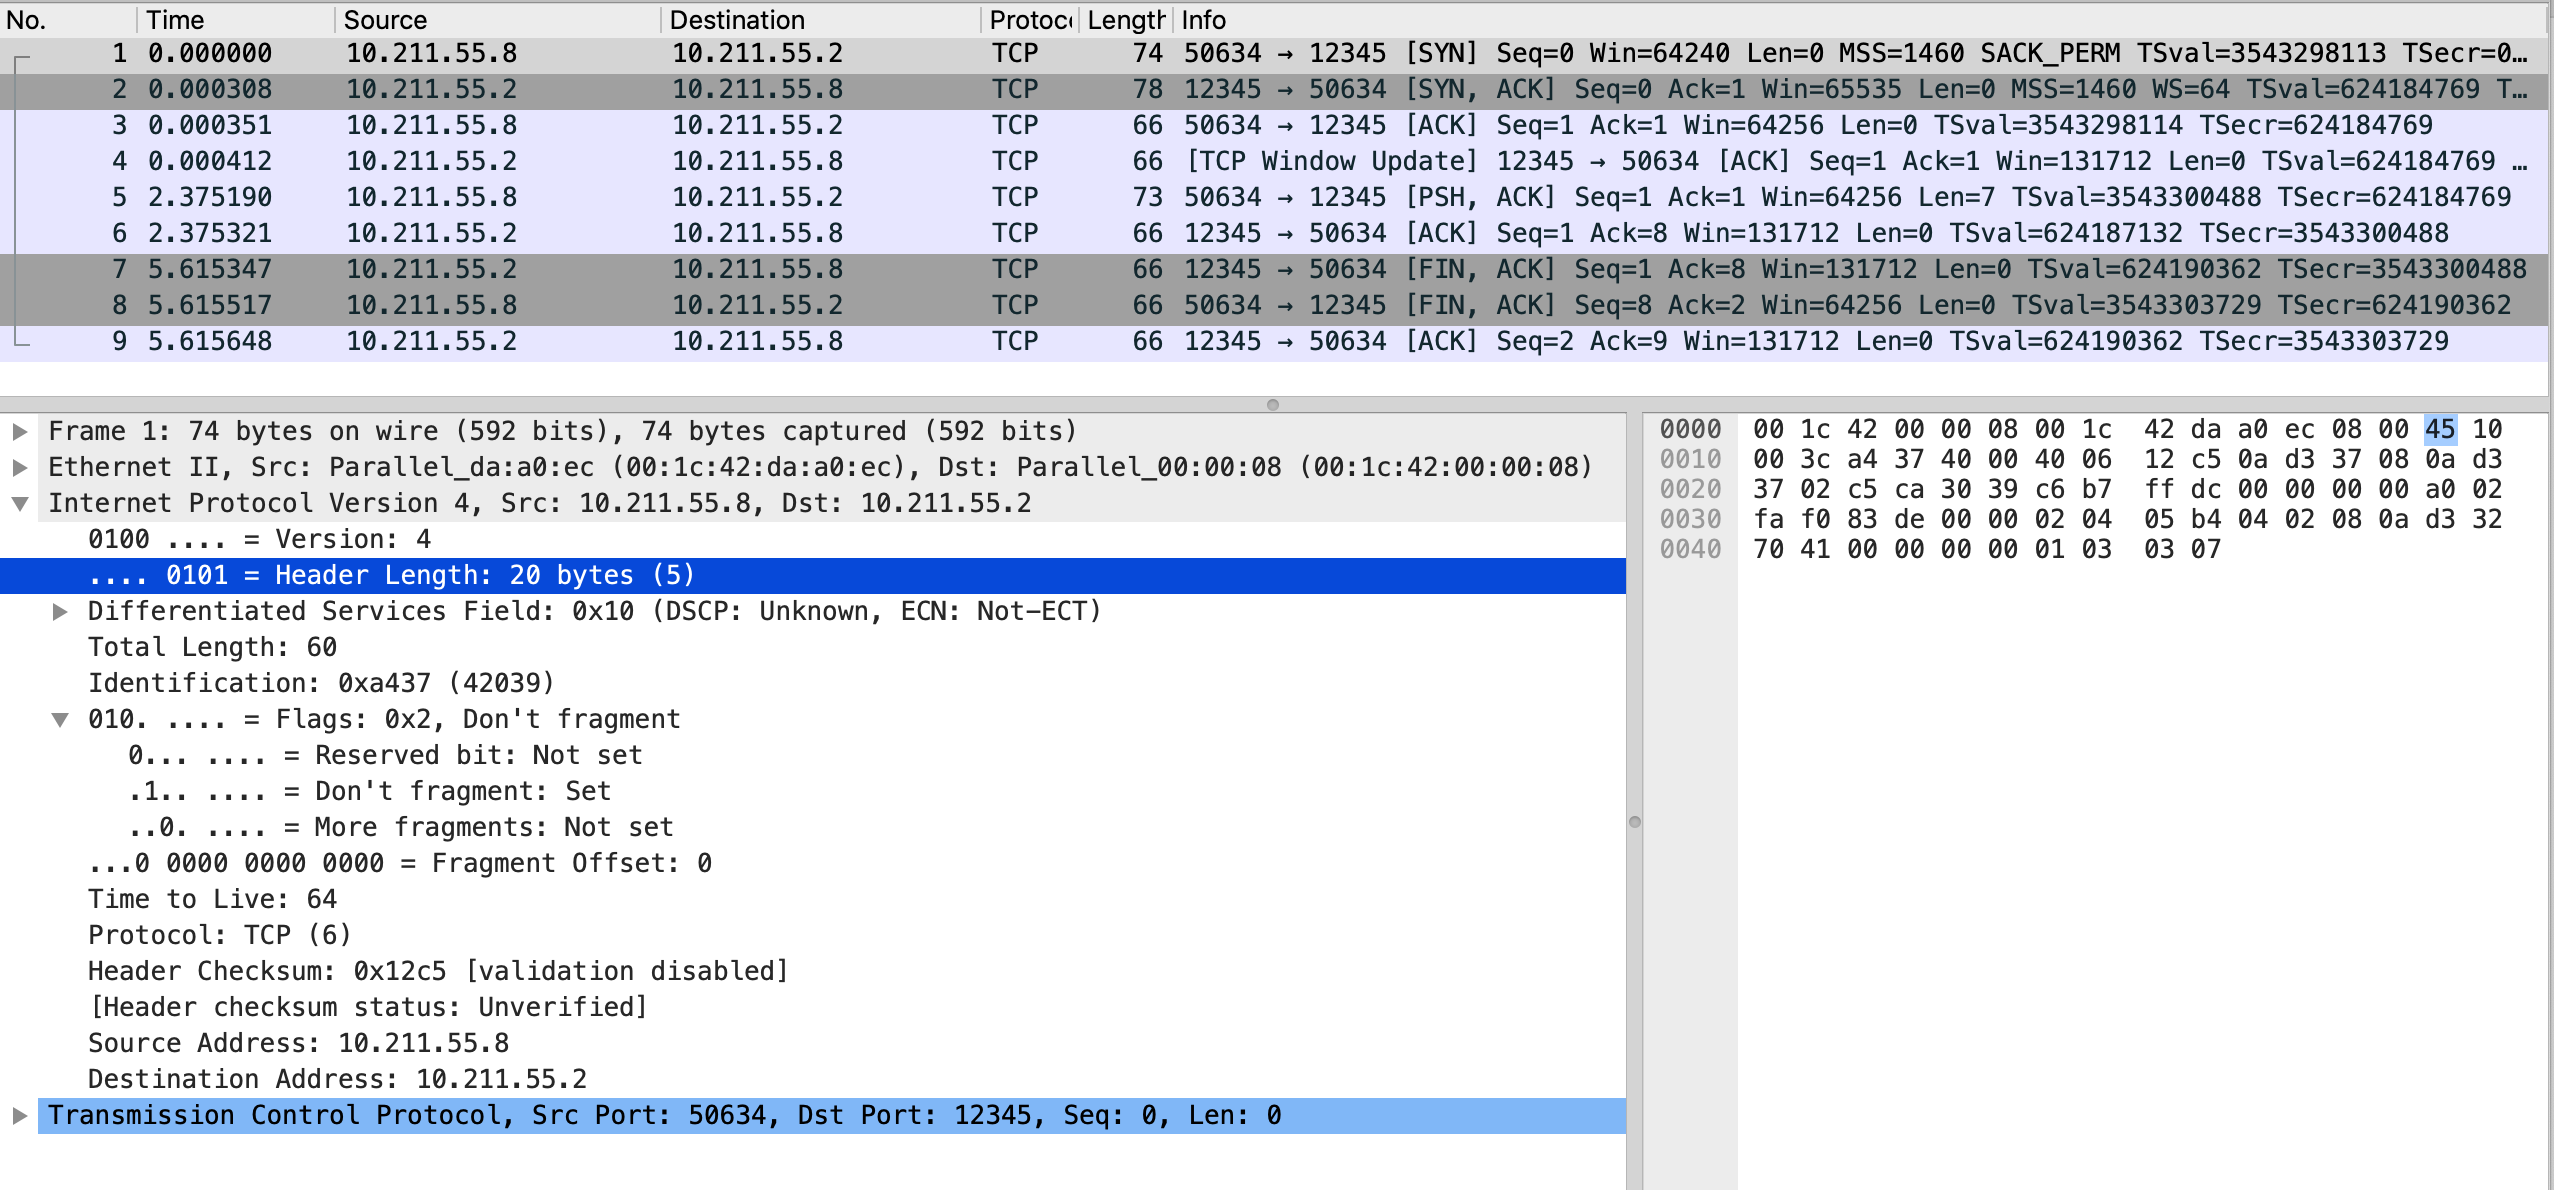 No. Time Source Destination Protoc Length Info
1 0.000000 10.211.55.8 10.211.55.2 TCP 74 50634 → 12345 [SYN] Seq=0 Win=64240 Len=0 MSS=1460 SACK_PERM TSval=3543298113 TSecr=0…
2 0.000308 10.211.55.2 10.211.55.8 TCP 78 12345 → 50634 [SYN, ACK] Seq=0 Ack=1 Win=65535 Len=0 MSS=1460 WS=64 TSval=624184769 T…
3 0.000351 10.211.55.8 10.211.55.2 TCP 66 50634 → 12345 [ACK] Seq=1 Ack=1 Win=64256 Len=0 TSval=3543298114 TSecr=624184769
4 0.000412 10.211.55.2 10.211.55.8 TCP 66 [TCP Window Update] 12345 → 50634 [ACK] Seq=1 Ack=1 Win=131712 Len=0 TSval=624184769 …
5 2.375190 10.211.55.8 10.211.55.2 TCP 73 50634 → 12345 [PSH, ACK] Seq=1 Ack=1 Win=64256 Len=7 TSval=3543300488 TSecr=624184769
6 2.375321 10.211.55.2 10.211.55.8 TCP 66 12345 → 50634 [ACK] Seq=1 Ack=8 Win=131712 Len=0 TSval=624187132 TSecr=3543300488
7 5.615347 10.211.55.2 10.211.55.8 TCP 66 12345 → 50634 [FIN, ACK] Seq=1 Ack=8 Win=131712 Len=0 TSval=624190362 TSecr=3543300488
8 5.615517 10.211.55.8 10.211.55.2 TCP 66 50634 → 12345 [FIN, ACK] Seq=8 Ack=2 Win=64256 Len=0 TSval=3543303729 TSecr=624190362
9 5.615648 10.211.55.2 10.211.55.8 TCP 66 12345 → 50634 [ACK] Seq=2 Ack=9 Win=131712 Len=0 TSval=624190362 TSecr=3543303729
Frame 1: 74 bytes on wire (592 bits), 74 bytes captured (592 bits)
Ethernet II, Src: Parallel_da:a0:ec (00:1c:42:da:a0:ec), Dst: Parallel_00:00:08 (00:1c:42:00:00:08)
Internet Protocol Version 4, Src: 10.211.55.8, Dst: 10.211.55.2
0100 .... = Version: 4
.... 0101 = Header Length: 20 bytes (5)
Differentiated Services Field: 0x10 (DSCP: Unknown, ECN: Not-ECT)
Total Length: 60
Identification: 0xa437 (42039)
010. .... = Flags: 0x2, Don't fragment
0... .... = Reserved bit: Not set
.1.. .... = Don't fragment: Set
..0. .... = More fragments: Not set
...0 0000 0000 0000 = Fragment Offset: 0
Time to Live: 64
Protocol: TCP (6)
Header Checksum: 0x12c5 [validation disabled]
[Header checksum status: Unverified]
Source Address: 10.211.55.8
Destination Address: 10.211.55.2
Transmission Control Protocol, Src Port: 50634, Dst Port: 12345, Seq: 0, Len: 0
0000 00 1c 42 00 00 08 00 1c 42 da a0 ec 08 00 45 10
0010 00 3c a4 37 40 00 40 06 12 c5 0a d3 37 08 0a d3
0020 37 02 c5 ca 30 39 c6 b7 ff dc 00 00 00 00 a0 02
0030 fa f0 83 de 00 00 02 04 05 b4 04 02 08 0a d3 32
0040 70 41 00 00 00 00 01 03 03 07